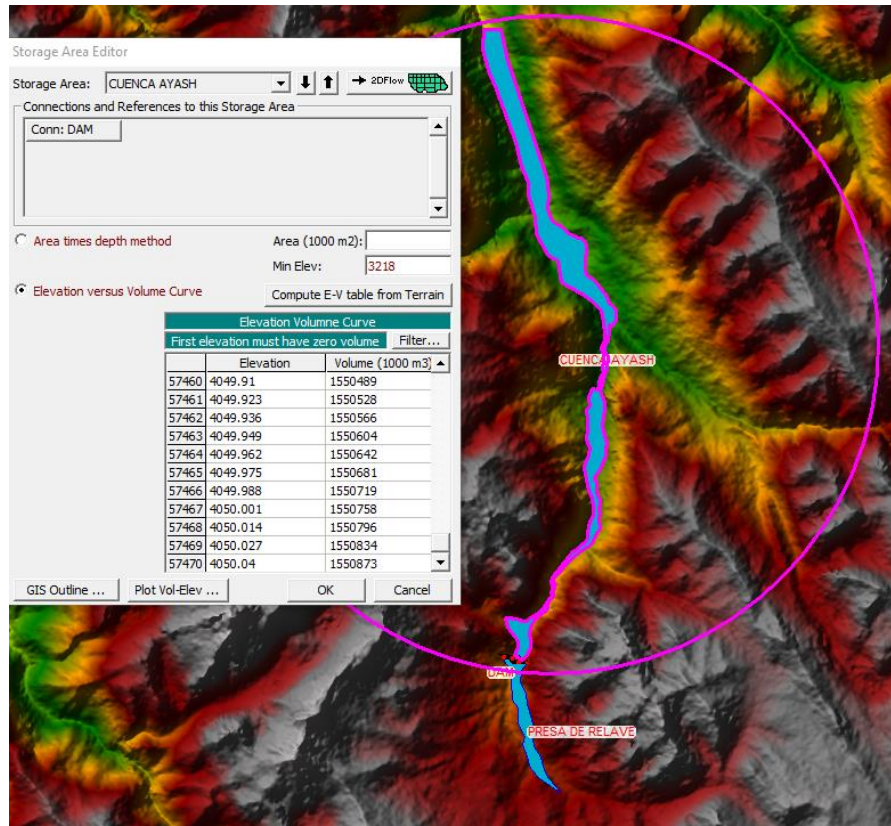 Storage Area Editor
Storage Area: CUENCA AYASH 2DFlow
Connections and References to this Storage Area
Conn: DAM
Area times depth method Area (1000 m2):
Min Elev: 3218
Elevation versus Volume Curve Compute E-V table from Terrain
Elevation Volumne Curve
First elevation must have zero volume Filter...
Elevation Volume (1000 m3)
57460 4049.91 1550489
57461 4049.923 1550528
57462 4049.936 1550566
57463 4049.949 1550604
57464 4049.962 1550642
57465 4049.975 1550681
57466 4049.988 1550719
57467 4050.001 1550758
57468 4050.014 1550796
57469 4050.027 1550834
57470 4050.04 1550873
GIS Outline ... Plot Vol-Elev ... OK Cancel
CUENCA AYASH
DAM
PRESA DE RELAVE